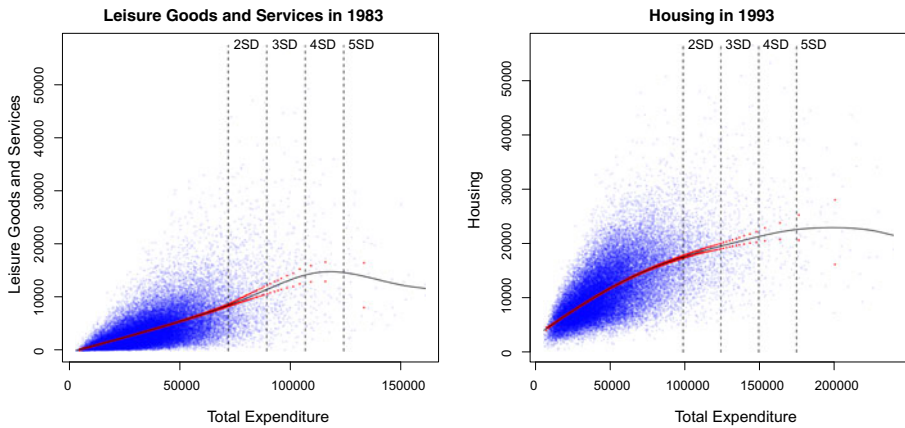 Leisure Goods and Services in 1983
2SD 3SD 4SD 5SD
Leisure Goods and Services
50000
40000
30000
20000
10000
0
0 50000 100000 150000
Total Expenditure
Housing in 1993
2SD 3SD 4SD 5SD
Housing
50000
40000
30000
20000
10000
0
0 50000 100000 150000 200000
Total Expenditure